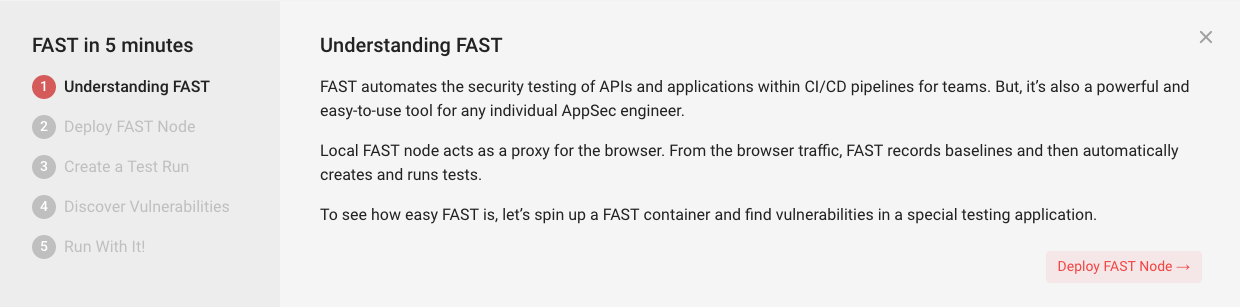 FAST in 5 minutes
1 Understanding FAST
2 Deploy FAST Node
3 Create a Test Run
4 Discover Vulnerabilities
5 Run With It!
Understanding FAST
FAST automates the security testing of APIs and applications within CI/CD pipelines for teams. But, it’s also a powerful and
easy-to-use tool for any individual AppSec engineer.
Local FAST node acts as a proxy for the browser. From the browser traffic, FAST records baselines and then automatically
creates and runs tests.
To see how easy FAST is, let’s spin up a FAST container and find vulnerabilities in a special testing application.
Deploy FAST Node →